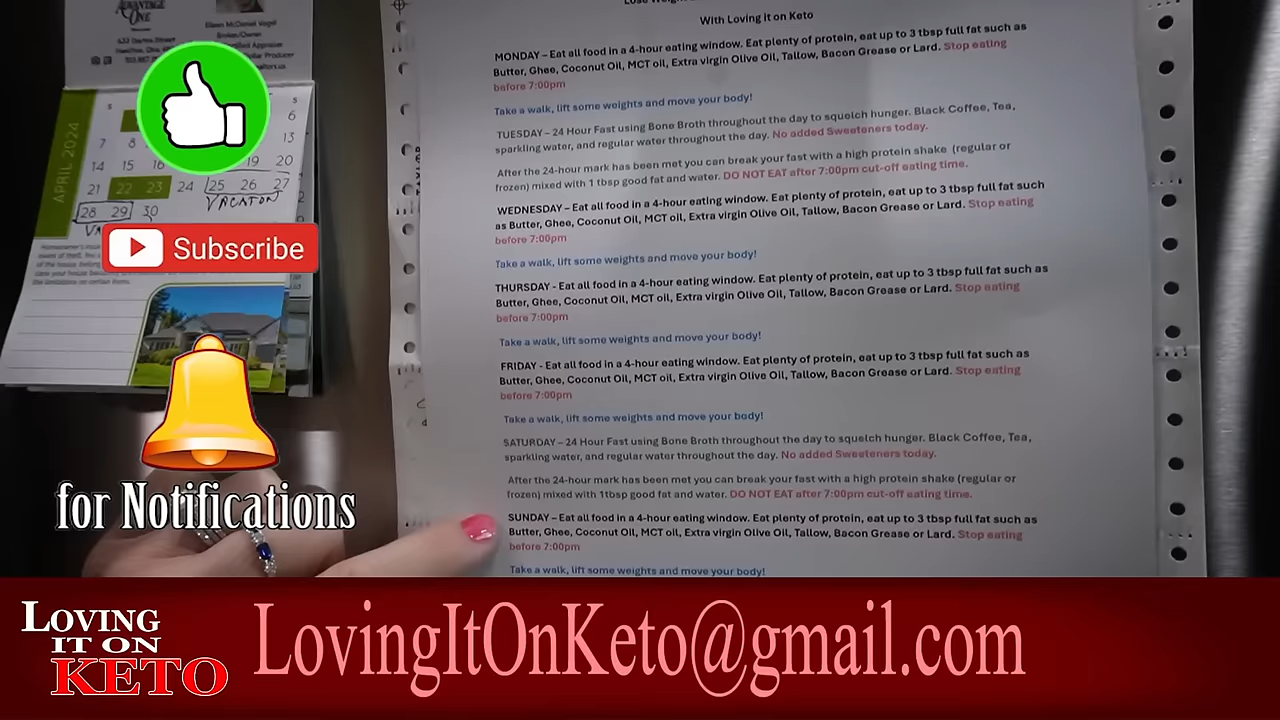 ADVANTAGE
ONE
Eileen McDaniel Vogel
Broker/Owner
APRIL 2024
S
S
6
7 8
13
14 15 16 19 20
21 22 23 24 25 26 27
VACATION
28 29 30
Subscribe
for Notifications
With Loving it on Keto
MONDAY – Eat all food in a 4-hour eating window. Eat plenty of protein, eat up to 3 tbsp full fat such as
Butter, Ghee, Coconut Oil, MCT oil, Extra virgin Olive Oil, Tallow, Bacon Grease or Lard. Stop eating
before 7:00pm
Take a walk, lift some weights and move your body!
TUESDAY – 24 Hour Fast using Bone Broth throughout the day to squelch hunger. Black Coffee, Tea,
sparkling water, and regular water throughout the day. No added Sweeteners today.
After the 24-hour mark has been met you can break your fast with a high protein shake (regular or
frozen) mixed with 1 tbsp good fat and water. DO NOT EAT after 7:00pm cut-off eating time.
WEDNESDAY – Eat all food in a 4-hour eating window. Eat plenty of protein, eat up to 3 tbsp full fat such
as Butter, Ghee, Coconut Oil, MCT oil, Extra virgin Olive Oil, Tallow, Bacon Grease or Lard. Stop eating
before 7:00pm
Take a walk, lift some weights and move your body!
THURSDAY - Eat all food in a 4-hour eating window. Eat plenty of protein, eat up to 3 tbsp full fat such as
Butter, Ghee, Coconut Oil, MCT oil, Extra virgin Olive Oil, Tallow, Bacon Grease or Lard. Stop eating
before 7:00pm
Take a walk, lift some weights and move your body!
FRIDAY - Eat all food in a 4-hour eating window. Eat plenty of protein, eat up to 3 tbsp full fat such as
Butter, Ghee, Coconut Oil, MCT oil, Extra virgin Olive Oil, Tallow, Bacon Grease or Lard. Stop eating
before 7:00pm
Take a walk, lift some weights and move your body!
SATURDAY – 24 Hour Fast using Bone Broth throughout the day to squelch hunger. Black Coffee, Tea,
sparkling water, and regular water throughout the day. No added Sweeteners today.
After the 24-hour mark has been met you can break your fast with a high protein shake (regular or
frozen) mixed with 1tbsp good fat and water. DO NOT EAT after 7:00pm cut-off eating time.
SUNDAY – Eat all food in a 4-hour eating window. Eat plenty of protein, eat up to 3 tbsp full fat such as
Butter, Ghee, Coconut Oil, MCT oil, Extra virgin Olive Oil, Tallow, Bacon Grease or Lard. Stop eating
before 7:00pm
Take a walk, lift some weights and move your body!
LOVING
IT ON
KETO
LovingItOnKeto@gmail.com